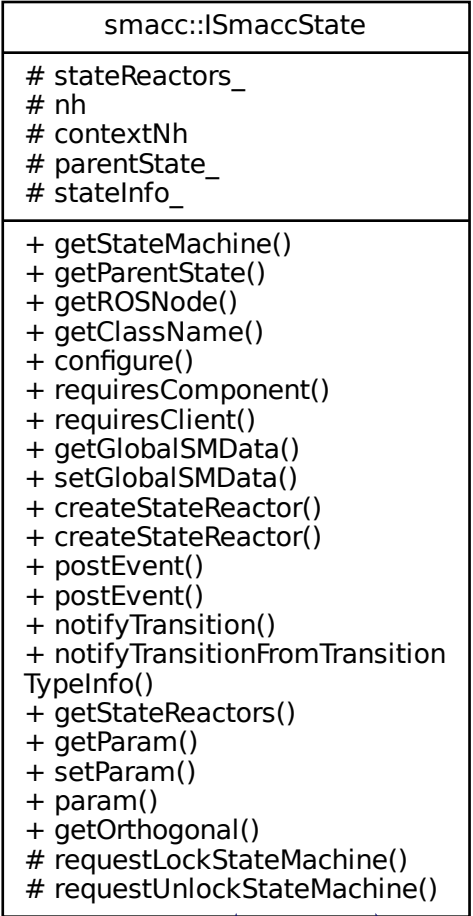 smacc::ISmaccState
# stateReactors_
# nh
# contextNh
# parentState_
# stateInfo_
+ getStateMachine()
+ getParentState()
+ getROSNode()
+ getClassName()
+ configure()
+ requiresComponent()
+ requiresClient()
+ getGlobalSMData()
+ setGlobalSMData()
+ createStateReactor()
+ createStateReactor()
+ postEvent()
+ postEvent()
+ notifyTransition()
+ notifyTransitionFromTransition
TypeInfo()
+ getStateReactors()
+ getParam()
+ setParam()
+ param()
+ getOrthogonal()
# requestLockStateMachine()
# requestUnlockStateMachine()